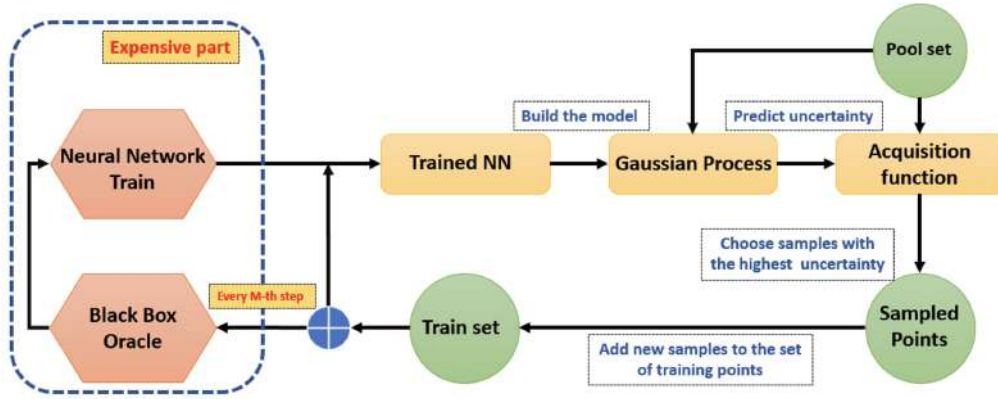 Expensive part
Pool set
Build the model
Predict uncertainty
Neural Network
Train
Trained NN
Gaussian Process
Acquisition
function
Choose samples with
the highest uncertainty
Every M-th step
Black Box
Oracle
Train set
Sampled
Points
Add new samples to the set
of training points